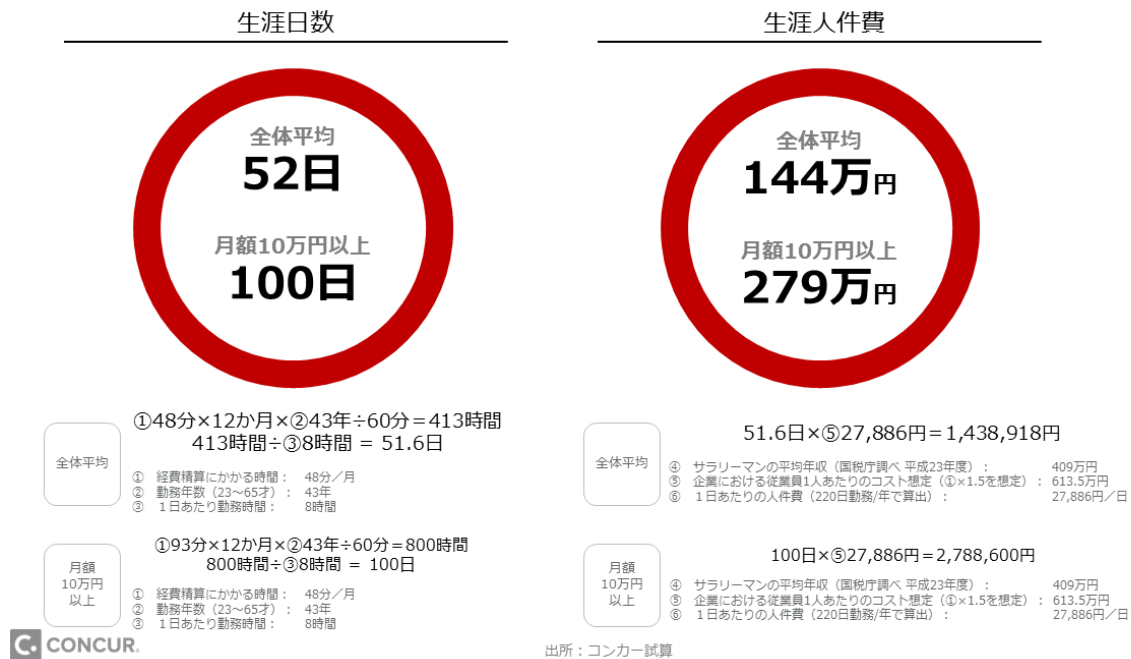 生涯日数
全体平均
52日
月額10万円以上
100日
全体平均
①48分×12か月×②43年÷60分=413時間
413時間÷③8時間 = 51.6日
① 経費精算にかかる時間: 48分/月
② 勤務年数(23~65才): 43年
③ 1日あたり勤務時間: 8時間
月額
10万円
以上
①93分×12か月×②43年÷60分=800時間
800時間÷③8時間 = 100日
① 経費精算にかかる時間: 48分/月
② 勤務年数(23~65才): 43年
③ 1日あたり勤務時間: 8時間
生涯人件費
全体平均
144万円
月額10万円以上
279万円
全体平均
51.6日×⑤27,886円=1,438,918円
④ サラリーマンの平均年収(国税庁調べ 平成23年度): 409万円
⑤ 企業における従業員1人あたりのコスト想定(①×1.5を想定): 613.5万円
⑥ 1日あたりの人件費(220日勤務/年で算出): 27,886円/日
月額
10万円
以上
100日×⑤27,886円=2,788,600円
④ サラリーマンの平均年収(国税庁調べ 平成23年度): 409万円
⑤ 企業における従業員1人あたりのコスト想定(①×1.5を想定): 613.5万円
⑥ 1日あたりの人件費(220日勤務/年で算出): 27,886円/日
C. CONCUR.
出所:コンカー試算